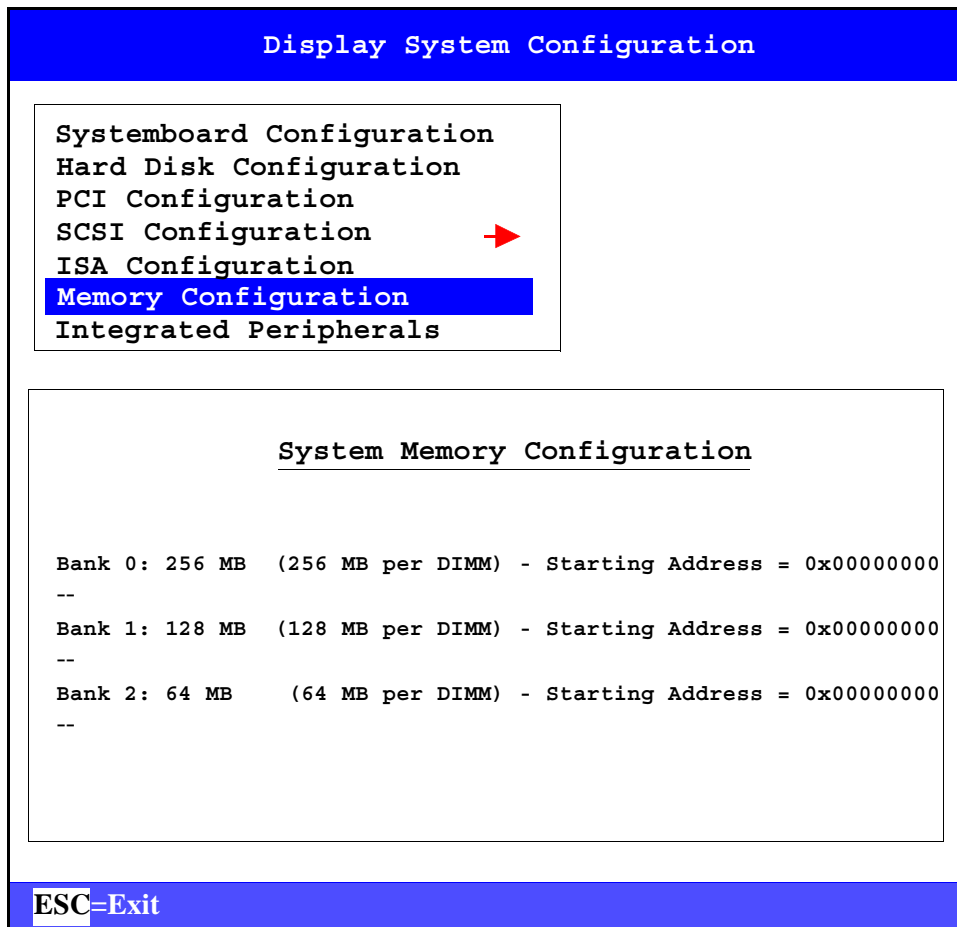 Display System Configuration
Systemboard Configuration
Hard Disk Configuration
PCI Configuration
SCSI Configuration
ISA Configuration
Memory Configuration
Integrated Peripherals
System Memory Configuration
Bank 0: 256 MB (256 MB per DIMM) - Starting Address = 0x00000000
--
Bank 1: 128 MB (128 MB per DIMM) - Starting Address = 0x00000000
--
Bank 2: 64 MB (64 MB per DIMM) - Starting Address = 0x00000000
--
ESC=Exit